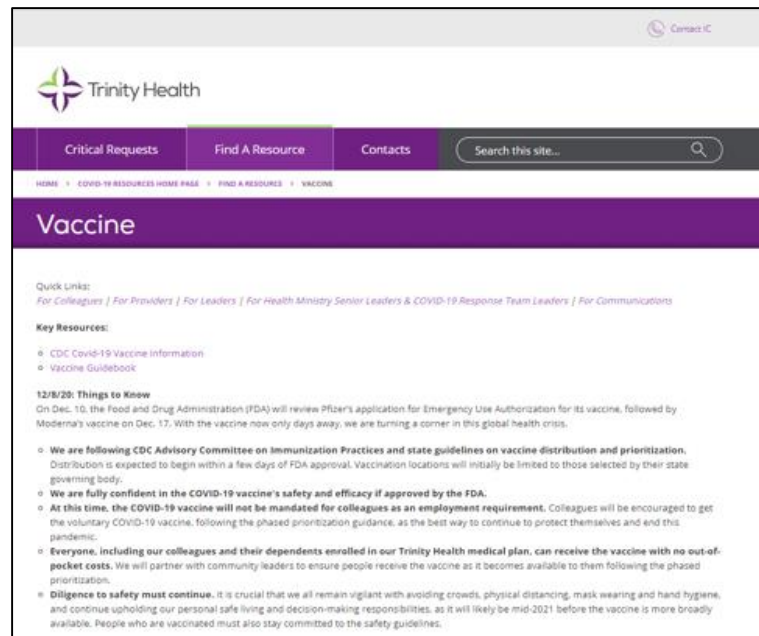 Contact IC
Trinity Health
Critical Requests Find A Resource Contacts Search this site...
HOME COVID-19 RESOURCES HOME PAGE FIND A RESOURCE VACCINE
Vaccine
Quick Links:
For Colleagues | For Providers | For Leaders | For Health Ministry Senior Leaders & COVID-19 Response Team Leaders | For Communications
Key Resources:
CDC Covid-19 Vaccine Information
Vaccine Guidebook
12/8/20: Things to Know
On Dec. 10, the Food and Drug Administration (FDA) will review Pfizer's application for Emergency Use Authorization for its vaccine, followed by
Moderna's vaccine on Dec. 17. With the vaccine now only days away, we are turning a corner in this global health crisis.
We are following CDC Advisory Committee on Immunization Practices and state guidelines on vaccine distribution and prioritization.
Distribution is expected to begin within a few days of FDA approval. Vaccination locations will initially be limited to those selected by their state
governing body.
We are fully confident in the COVID-19 vaccine's safety and efficacy if approved by the FDA.
At this time, the COVID-19 vaccine will not be mandated for colleagues as an employment requirement. Colleagues will be encouraged to get
the voluntary COVID-19 vaccine, following the phased prioritization guidance, as the best way to continue to protect themselves and end this
pandemic.
Everyone, including our colleagues and their dependents enrolled in our Trinity Health medical plan, can receive the vaccine with no out-of-
pocket costs. We will partner with community leaders to ensure people receive the vaccine as it becomes available to them following the phased
prioritization.
Diligence to safety must continue. It is crucial that we all remain vigilant with avoiding crowds, physical distancing, mask wearing and hand hygiene,
and continue upholding our personal safe living and decision-making responsibilities, as it will likely be mid-2021 before the vaccine is more broadly
available. People who are vaccinated must also stay committed to the safety guidelines.